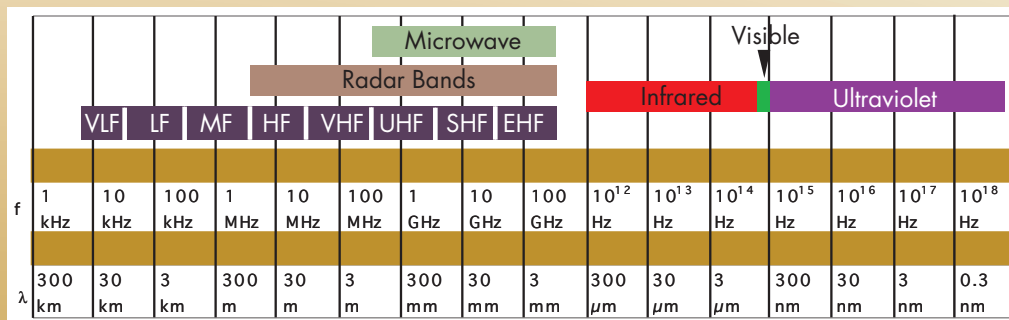 Microwave
Visible
Radar Bands
Infrared
Ultraviolet
VLF LF MF HF VHF UHF SHF EHF
f
1 10 100 1 10 100 1 10 100 10¹² 10¹³ 10¹⁴ 10¹⁵ 10¹⁶ 10¹⁷ 10¹⁸
kHz kHz kHz MHz MHz MHz GHz GHz GHz Hz Hz Hz Hz Hz Hz Hz
λ
300 30 3 300 30 3 300 30 3 300 30 3 300 30 3 0.3
km km km m m m mm mm mm µm µm µm nm nm nm nm